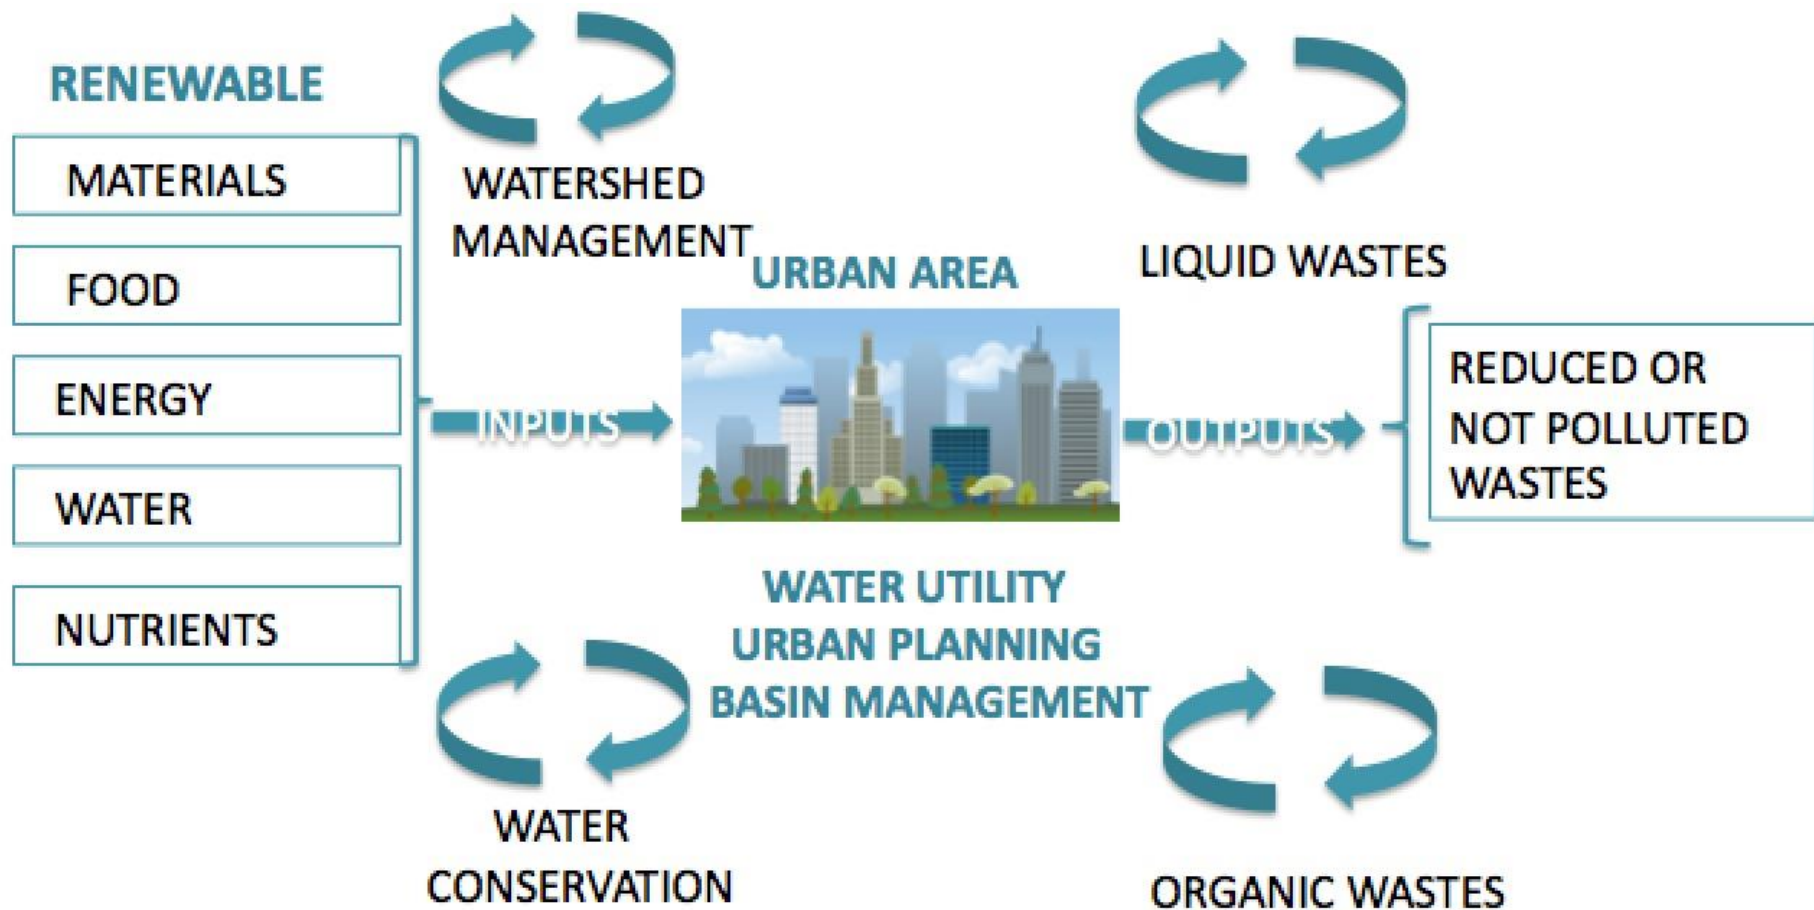 RENEWABLE
MATERIALS
FOOD
ENERGY
WATER
NUTRIENTS
WATERSHED
MANAGEMENT
INPUTS
WATER
CONSERVATION
URBAN AREA
WATER UTILITY
URBAN PLANNING
BASIN MANAGEMENT
LIQUID WASTES
OUTPUTS
REDUCED OR
NOT POLLUTED
WASTES
ORGANIC WASTES